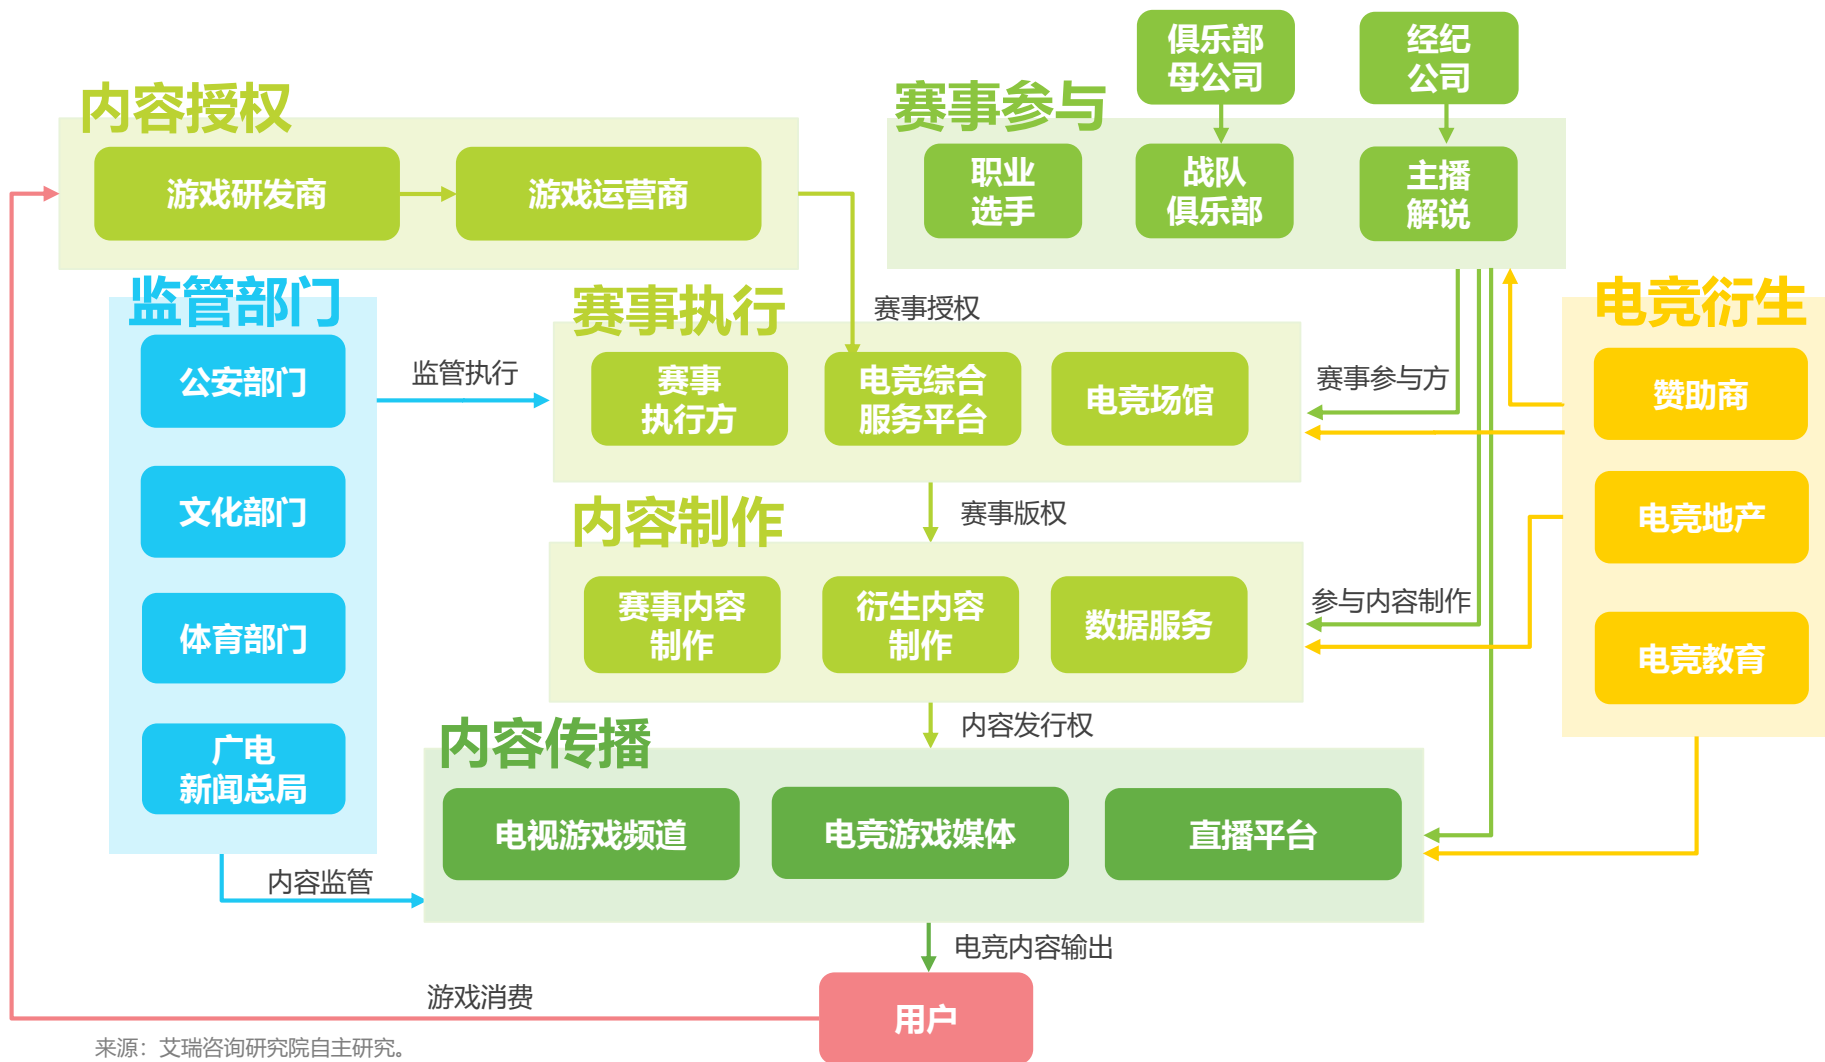 俱乐部
母公司
经纪
公司
内容授权
赛事参与
游戏研发商
游戏运营商
职业
选手
战队
俱乐部
主播
解说
监管部门
赛事执行
赛事授权
电竞衍生
公安部门
监管执行
赛事
执行方
电竞综合
服务平台
电竞场馆
赛事参与方
赞助商
文化部门
内容制作
赛事版权
电竞地产
体育部门
赛事内容
制作
衍生内容
制作
数据服务
参与内容制作
电竞教育
广电
新闻总局
内容传播
内容发行权
电视游戏频道
电竞游戏媒体
直播平台
内容监管
电竞内容输出
游戏消费
用户
来源：艾瑞咨询研究院自主研究。